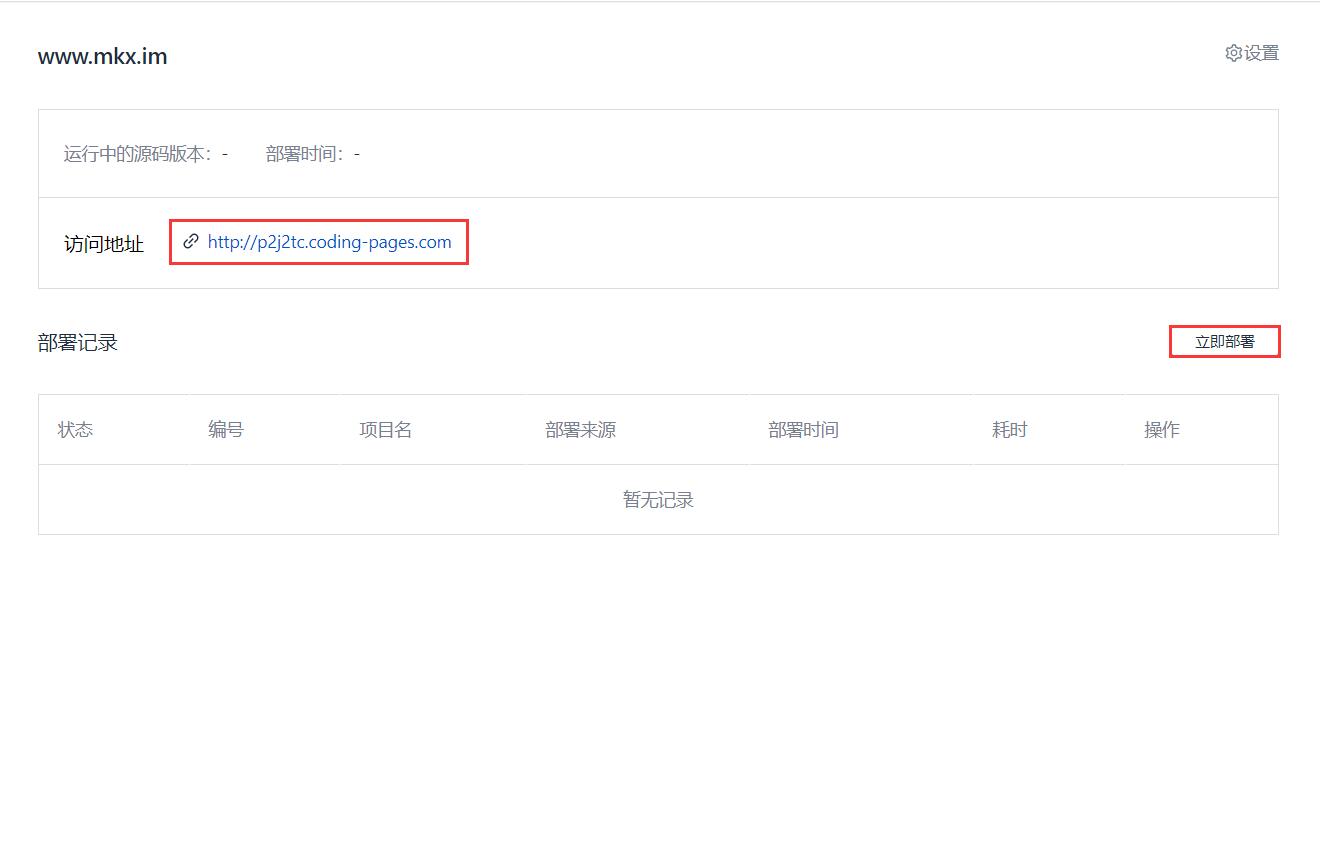 www.mkx.im
设置
运行中的源码版本：- 部署时间：-
访问地址 http://p2j2tc.coding-pages.com
部署记录
立即部署
状态 编号 项目名 部署来源 部署时间 耗时 操作
暂无记录